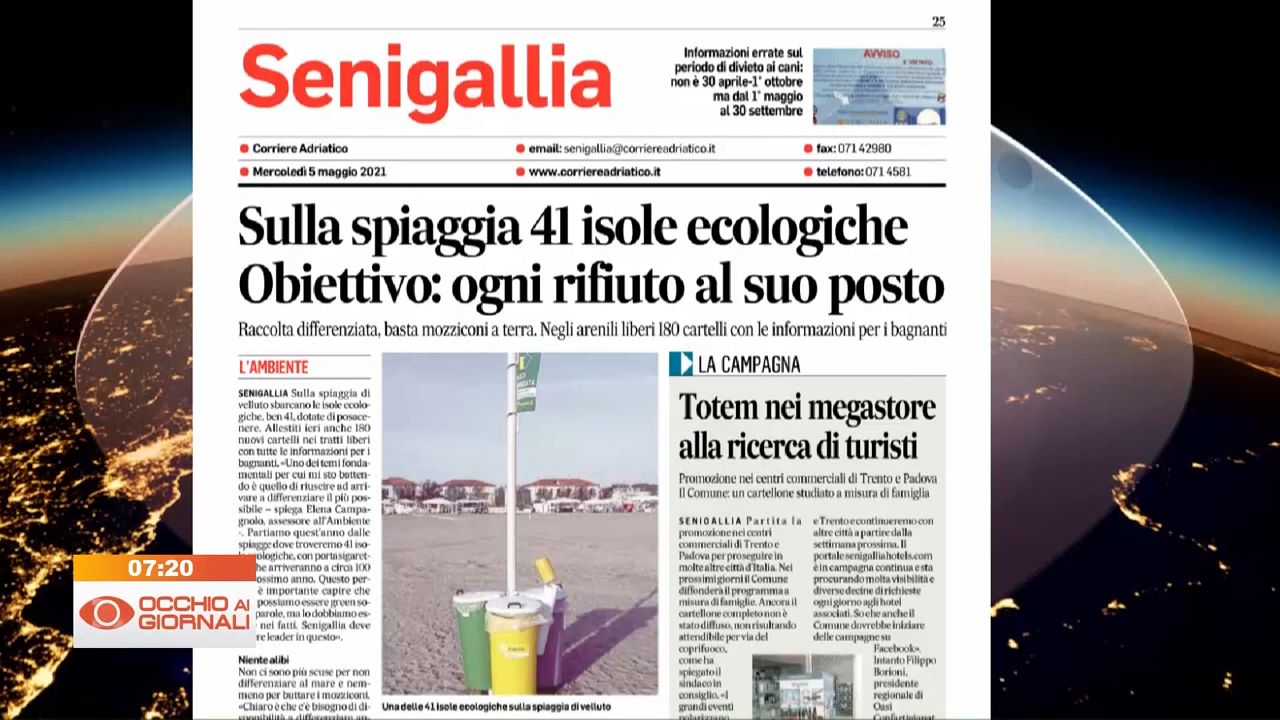 25
Senigallia
Informazioni errate sul
periodo di divieto ai cani:
non è 30 aprile-1° ottobre
ma dal 1° maggio
al 30 settembre
AVVISO
Corriere Adriatico
email: senigallia@corriereadriatico.it
fax: 071 42980
Mercoledì 5 maggio 2021
www.corriereadriatico.it
telefono: 071 4581
Sulla spiaggia 41 isole ecologiche
Obiettivo: ogni rifiuto al suo posto
Raccolta differenziata, basta mozziconi a terra. Negli arenili liberi 180 cartelli con le informazioni per i bagnanti
L'AMBIENTE
SENIGALLIA Sulla spiaggia di
velluto sbarcano le isole ecolo-
giche, ben 41, dotate di posace-
nere. Allestiti ieri anche 180
nuovi cartelli nei tratti liberi
con tutte le informazioni per i
bagnanti. «Uno dei temi fonda-
mentali per cui mi sto batten-
do è quello di riuscire ad arri-
vare a differenziare il più pos-
sibile – spiega Elena Campa-
gnolo, assessore all'Ambiente
-. Partiamo quest'anno dalle
spiagge dove troveremo 41 iso-
ecologiche, con portasigaret-
he arriveranno a circa 100
ossimo anno. Questo per-
è importante capire che
possiamo essere green so-
parole, ma lo dobbiamo es-
nei fatti. Senigallia deve
re leader in questo».
Niente alibi
Non ci sono più scuse per non
differenziare al mare e nem-
meno per buttare i mozziconi.
«Chiaro è che c'è bisogno di di-
sponibilità a differenziare an-
Una delle 41 isole ecologiche sulla spiaggia di velluto
LA CAMPAGNA
Totem nei megastore
alla ricerca di turisti
Promozione nei centri commerciali di Trento e Padova
Il Comune: un cartellone studiato a misura di famiglia
SENIGALLIA Partita la
promozione nei centri
commerciali di Trento e
Padova per proseguire in
molte altre città d'Italia. Nei
prossimi giorni il Comune
diffonderà il programma a
misura di famiglie. Ancora il
cartellone completo non è
stato diffuso, non risultando
attendibile per via del
coprifuoco,
come ha
spiegato il
sindaco in
consiglio. «I
grandi eventi
polarizzano
e Trento e continueremo con
altre città a partire dalla
settimana prossima. Il
portale senigalliahotels.com
è in campagna continua e sta
procurando molta visibilità e
diverse decine di richieste
ogni giorno agli hotel
associati. So che anche il
Comune dovrebbe iniziare
delle campagne su
Facebook».
Intanto Filippo
Borioni,
presidente
regionale di
Oasi
Confartigianat
07:20
OCCHIO AI
GIORNALI